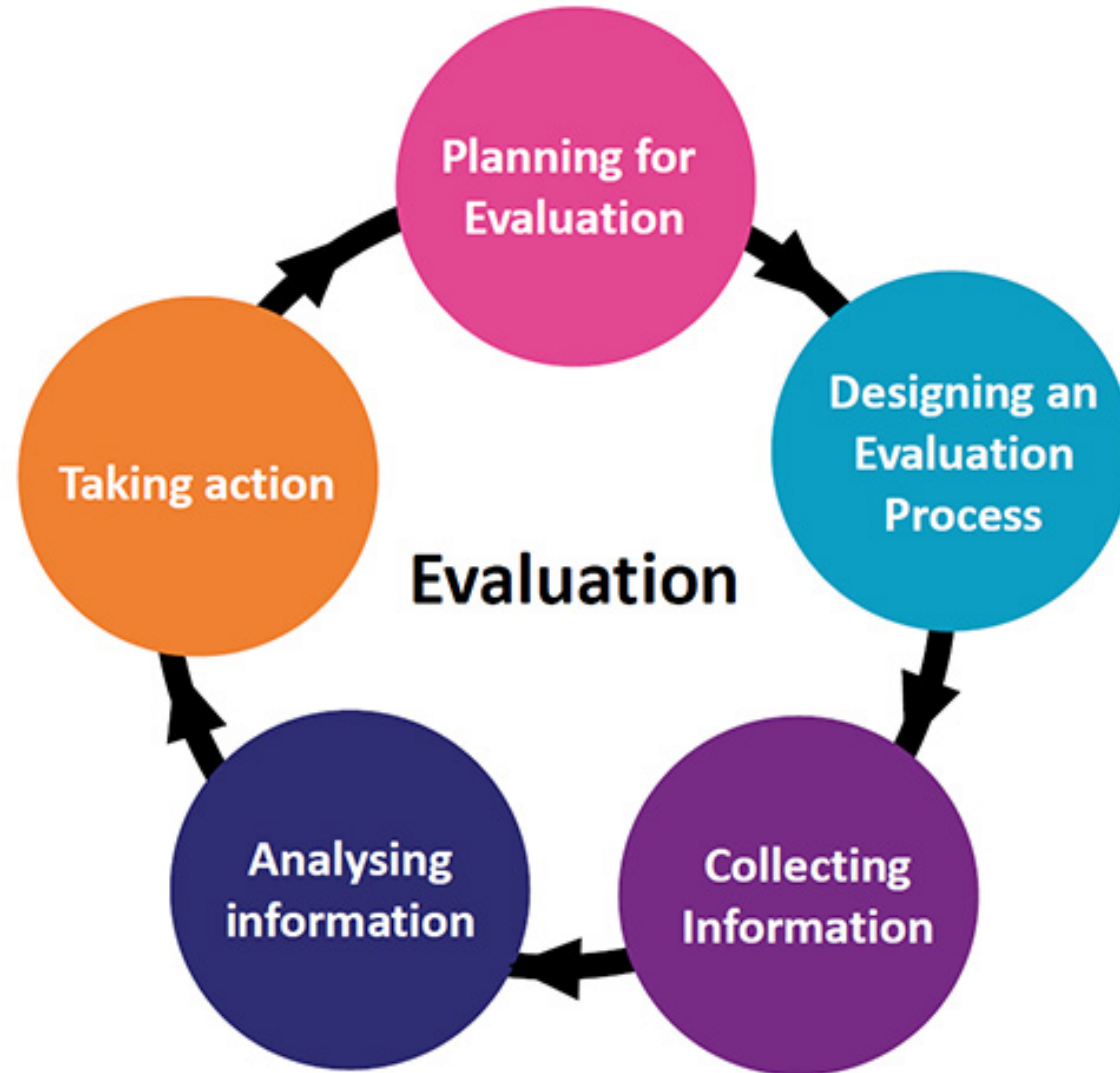 Planning for
Evaluation
Designing an
Evaluation
Process
Taking action
Evaluation
Analysing
information
Collecting
Information